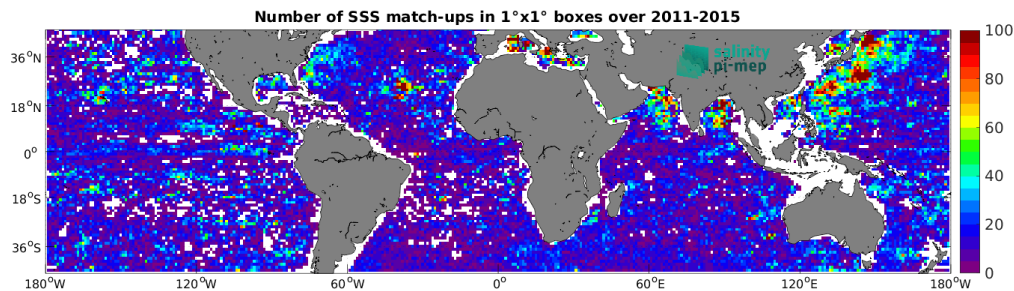 Number of SSS match-ups in 1°x1° boxes over 2011-2015
salinity
pi-mep
36°N
18°N
0°
18°S
36°S
180°W
120°W
60°W
0°
60°E
120°E
180°W
100
80
60
40
20
0